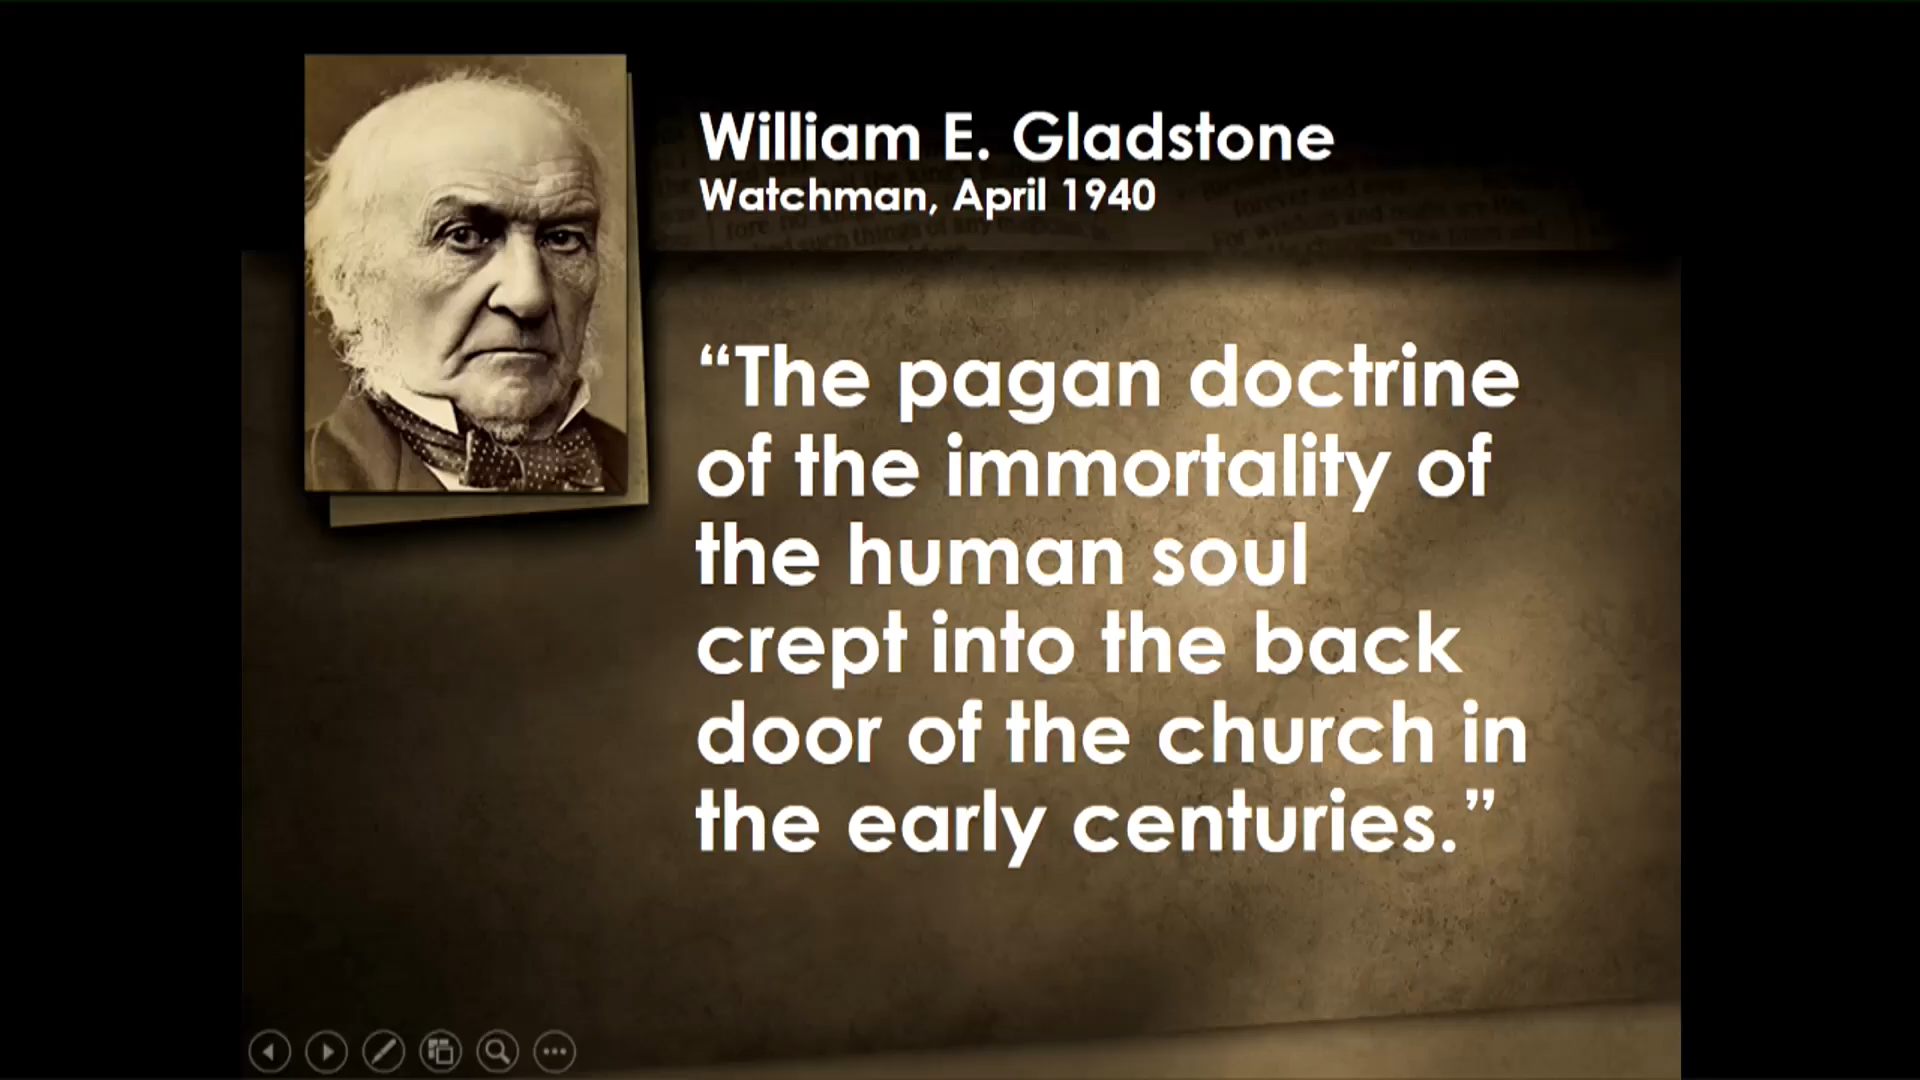 William E. Gladstone
Watchman, April 1940
“The pagan doctrine
of the immortality of
the human soul
crept into the back
door of the church in
the early centuries.”